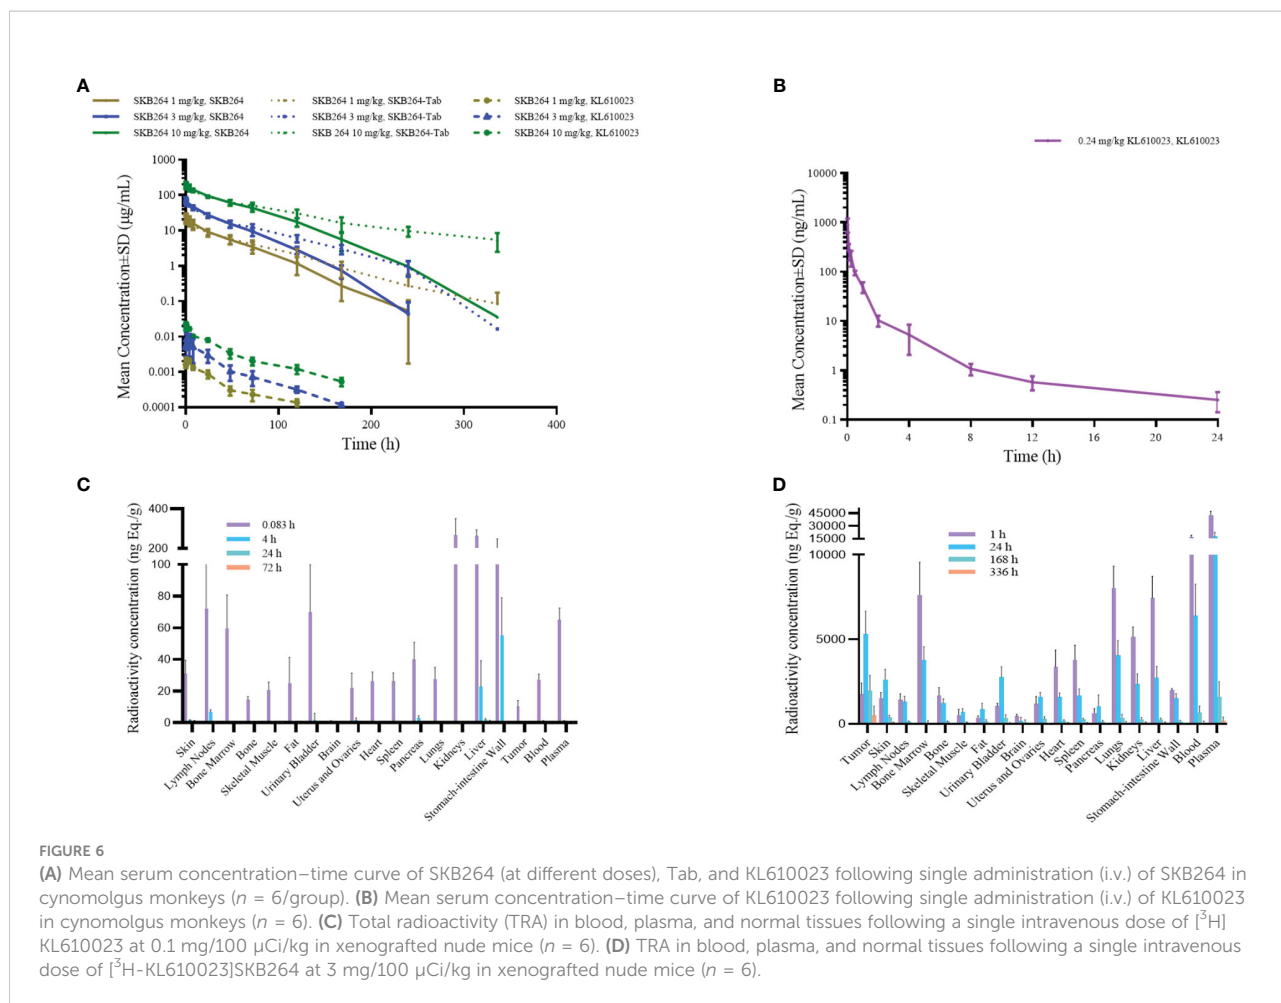 A
B
SKB264 1 mg/kg, SKB264 SKB264 1 mg/kg, SKB264-Tab SKB264 1 mg/kg, KL610023
SKB264 3 mg/kg, SKB264 SKB264 3 mg/kg, SKB264-Tab SKB264 3 mg/kg, KL610023
SKB264 10 mg/kg, SKB264 SKB 264 10 mg/kg, SKB264-Tab SKB264 10 mg/kg, KL610023
Mean Concentration±SD (µg/mL)
1000
100
10
1
0.1
0.01
0.001
0.0001
0 100 200 300 400
Time (h)
0.24 mg/kg KL610023, KL610023
Mean Concentration±SD (ng/mL)
10000
1000
100
10
1
0.1
0 4 8 12 16 20 24
Time (h)
C
Radioactivity concentration (ng Eq./g)
400
200
100
80
60
40
20
0
0.083 h
4 h
24 h
72 h
Skin
Lymph Nodes
Bone Marrow
Bone
Skeletal Muscle
Fat
Urinary Bladder
Brain
Uterus and Ovaries
Heart
Spleen
Pancreas
Lungs
Kidneys
Liver
Stomach-intestine Wall
Tumor
Blood
Plasma
D
Radioactivity concentration (ng Eq./g)
45000
30000
15000
10000
5000
0
1 h
24 h
168 h
336 h
Tumor
Skin
Lymph Nodes
Bone Marrow
Bone
Skeletal Muscle
Fat
Urinary Bladder
Brain
Uterus and Ovaries
Heart
Spleen
Pancreas
Lungs
Kidneys
Liver
Stomach-intestine Wall
Blood
Plasma
FIGURE 6
(A) Mean serum concentration–time curve of SKB264 (at different doses), Tab, and KL610023 following single administration (i.v.) of SKB264 in
cynomolgus monkeys (n = 6/group). (B) Mean serum concentration–time curve of KL610023 following single administration (i.v.) of KL610023
in cynomolgus monkeys (n = 6). (C) Total radioactivity (TRA) in blood, plasma, and normal tissues following a single intravenous dose of [³H]
KL610023 at 0.1 mg/100 µCi/kg in xenografted nude mice (n = 6). (D) TRA in blood, plasma, and normal tissues following a single intravenous
dose of [³H-KL610023]SKB264 at 3 mg/100 µCi/kg in xenografted nude mice (n = 6).